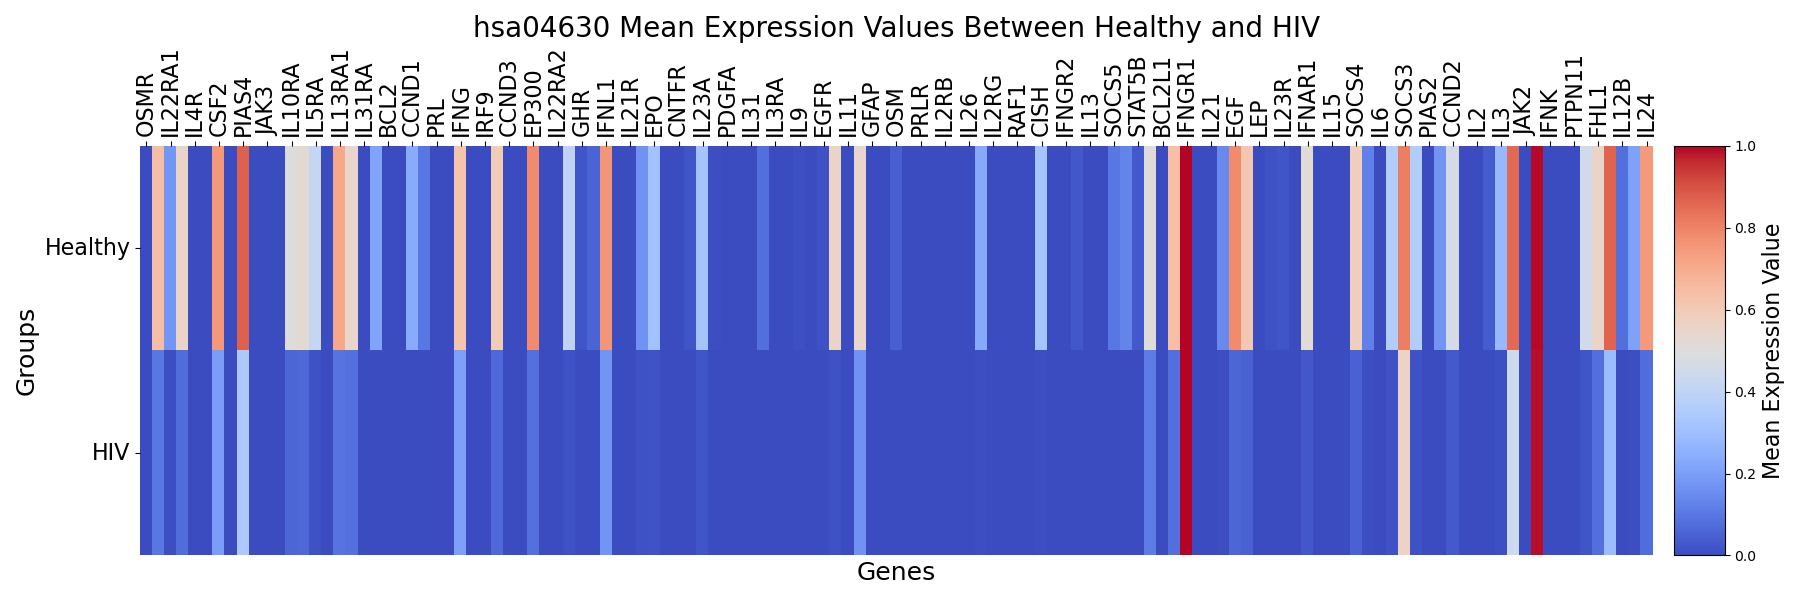 hsa04630 Mean Expression Values Between Healthy and HIV
OSMR
IL22RA1
IL4R
CSF2
PIAS4
JAK3
IL10RA
IL5RA
IL13RA1
IL31RA
BCL2
CCND1
PRL
IFNG
IRF9
CCND3
EP300
IL22RA2
GHR
IFNL1
IL21R
EPO
CNTFR
IL23A
PDGFA
IL31
IL3RA
IL9
EGFR
IL11
GFAP
OSM
PRLR
IL2RB
IL26
IL2RG
RAF1
CISH
IFNGR2
IL13
SOCS5
STAT5B
BCL2L1
IFNGR1
IL21
EGF
LEP
IL23R
IFNAR1
IL15
SOCS4
IL6
SOCS3
PIAS2
CCND2
IL2
IL3
JAK2
IFNK
PTPN11
FHL1
IL12B
IL24
Healthy
HIV
Groups
Genes
1.0
0.8
0.6
0.4
0.2
0.0
Mean Expression Value